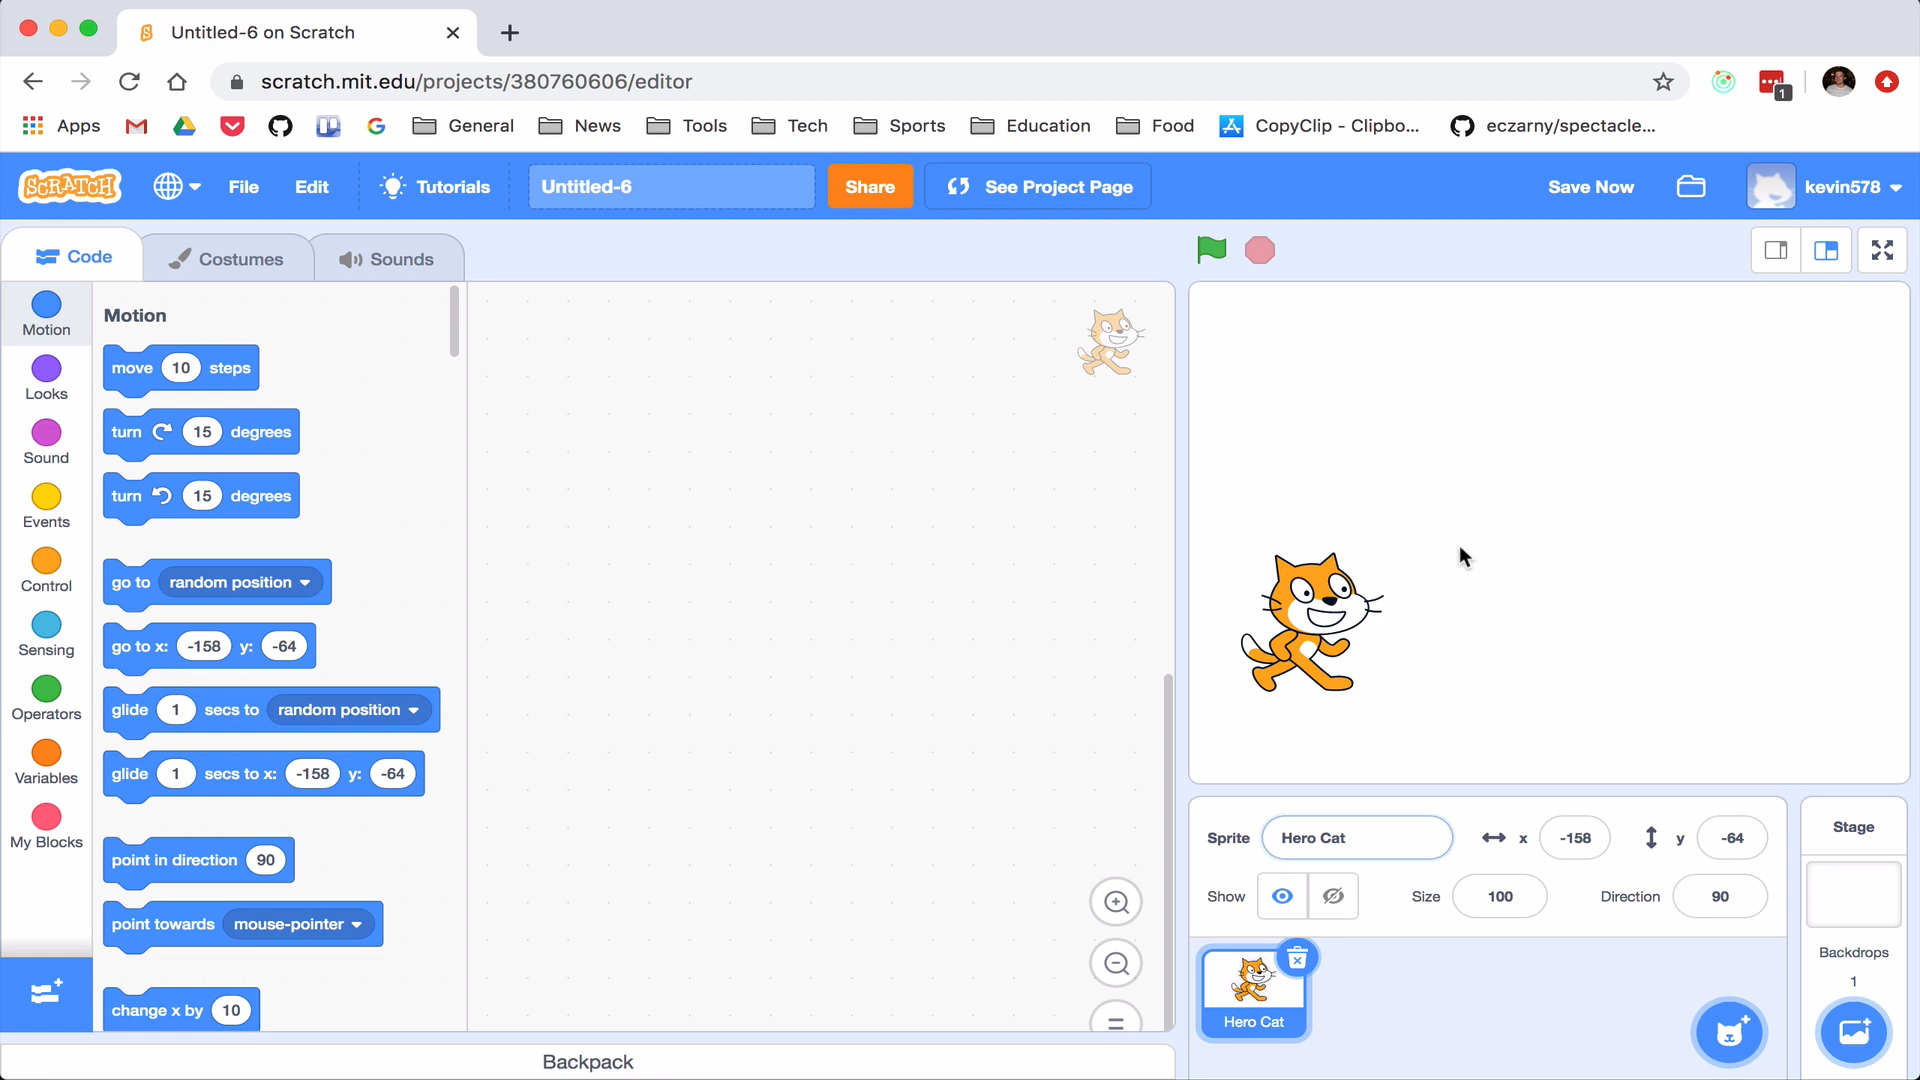 Untitled-6 on Scratch
scratch.mit.edu/projects/380760606/editor
1
Apps General News Tools Tech Sports Education Food CopyClip - Clipbo... eczarny/spectacle...
SCRATCH File Edit Tutorials Untitled-6 Share See Project Page Save Now kevin578
Code Costumes Sounds
Motion
Looks
Sound
Events
Control
Sensing
Operators
Variables
My Blocks
Motion
move 10 steps
turn 15 degrees
turn 15 degrees
go to random position
go to x: -158 y: -64
glide 1 secs to random position
glide 1 secs to x: -158 y: -64
point in direction 90
point towards mouse-pointer
change x by 10
Backpack
Sprite Hero Cat x -158 y -64
Show Size 100 Direction 90
Hero Cat
Stage
Backdrops
1